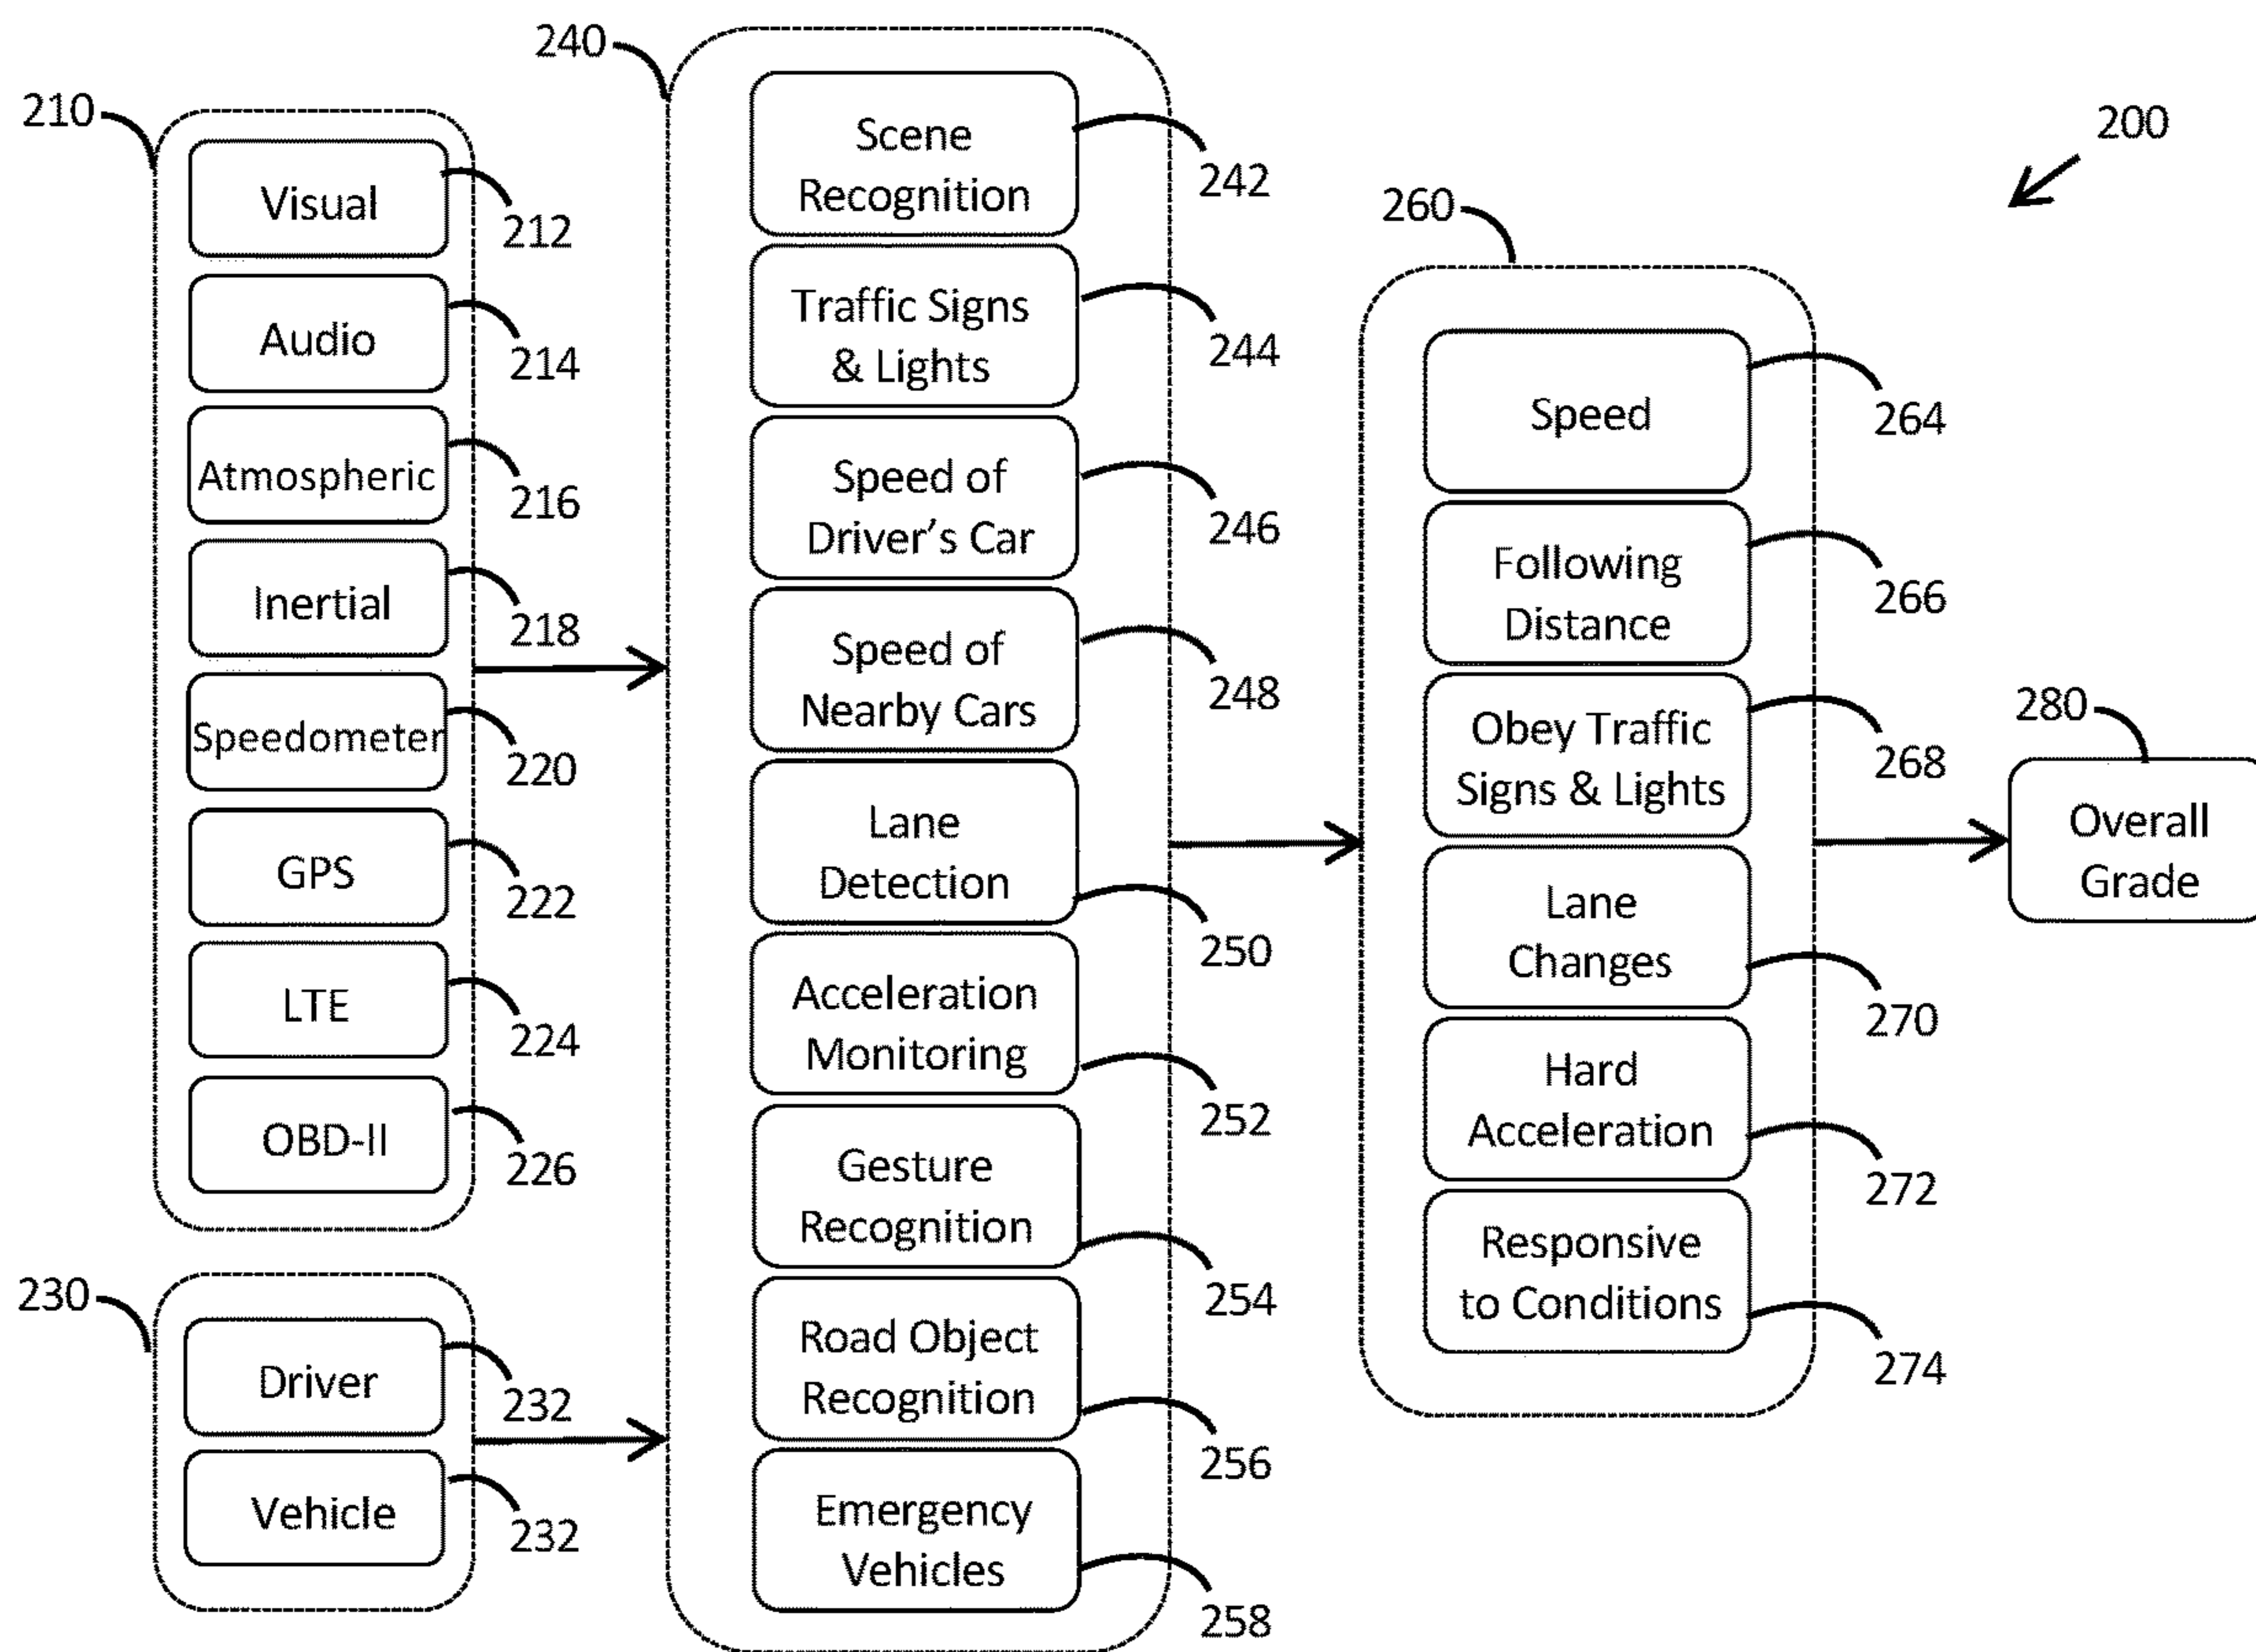 210
Visual
212
Audio
214
Atmospheric
216
Inertial
218
Speedometer
220
GPS
222
LTE
224
OBD-II
226
230
Driver
232
Vehicle
232
240
Scene
Recognition
242
Traffic Signs
& Lights
244
Speed of
Driver's Car
246
Speed of
Nearby Cars
248
Lane
Detection
250
Acceleration
Monitoring
252
Gesture
Recognition
254
Road Object
Recognition
256
Emergency
Vehicles
258
260
Speed
264
Following
Distance
266
Obey Traffic
Signs & Lights
268
Lane
Changes
270
Hard
Acceleration
272
Responsive
to Conditions
274
200
280
Overall
Grade